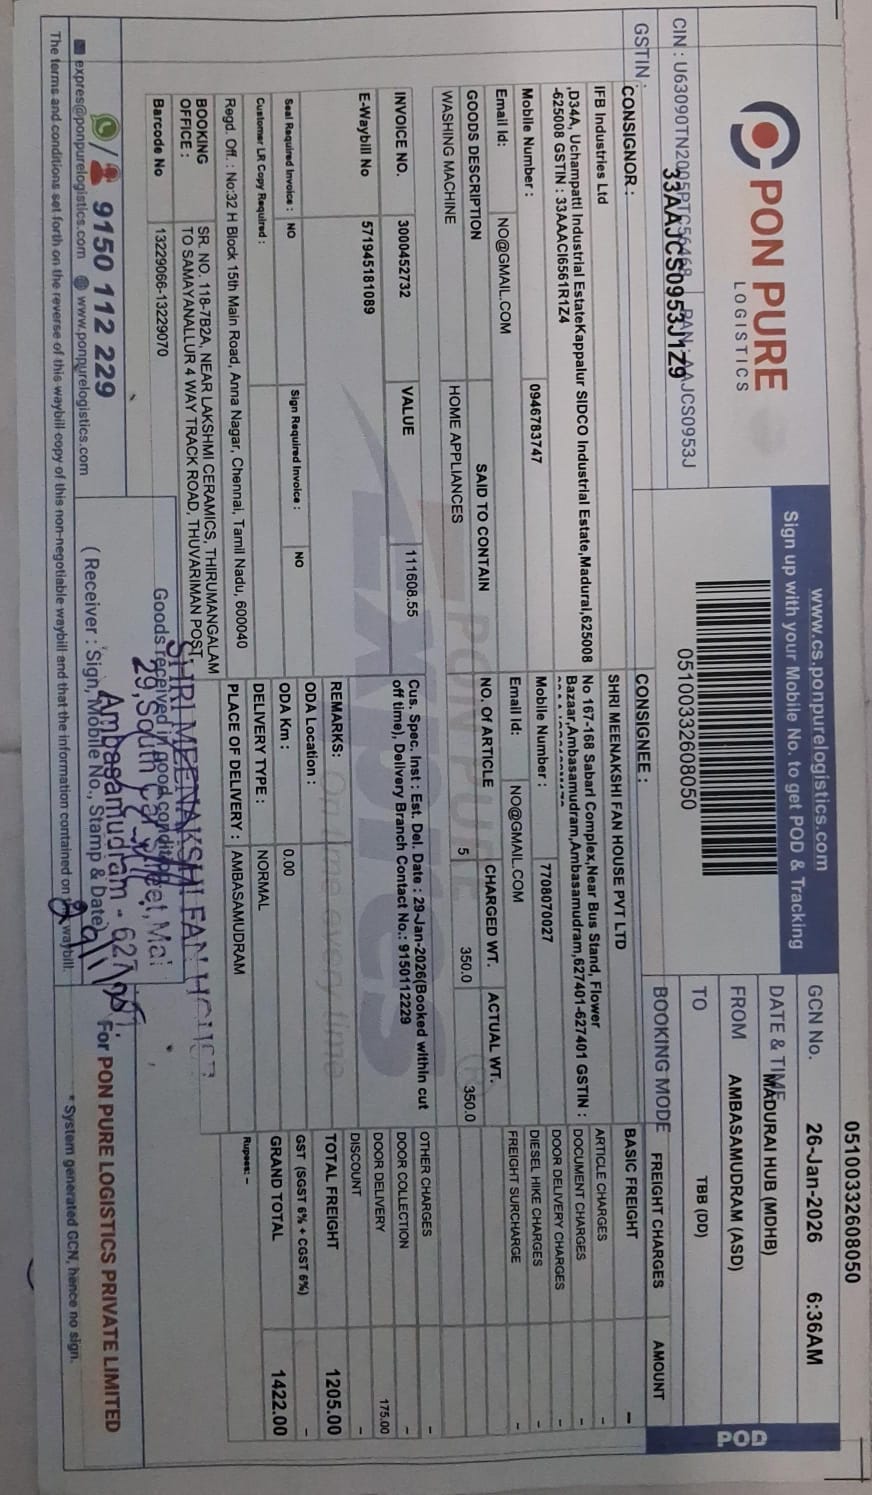 PON PURE
LOGISTICS
CIN : U63090TN2005PTC56468 PAN : AAJCS0953J
GSTIN : 33AAJCS0953J1Z9
www.cs.ponpurelogistics.com
Sign up with your Mobile No. to get POD & Tracking
05100332608050
05100332608050
GCN No.
DATE & TIME 26-Jan-2026 6:36AM
FROM MADURAI HUB (MDHB)
TO AMBASAMUDRAM (ASD)
BOOKING MODE TBB (DD)
POD
CONSIGNOR :
IFB Industries Ltd
,D34A, Uchampatti Industrial EstateKappalur SIDCO Industrial Estate,Madurai,625008
-625008 GSTIN : 33AAACI6561R1Z4
Mobile Number : 0946783747
Email Id: NO@GMAIL.COM
CONSIGNEE :
SHRI MEENAKSHI FAN HOUSE PVT LTD
No 167-168 Sabari Complex,Near Bus Stand, Flower
Bazaar,Ambasamudram,Ambasamudram,627401-627401 GSTIN :
Mobile Number : 7708070027
Email Id: NO@GMAIL.COM
GOODS DESCRIPTION SAID TO CONTAIN NO. Of ARTICLE CHARGED WT. ACTUAL WT.
WASHING MACHINE HOME APPLIANCES 5 350.0 350.0
INVOICE NO. 3000452732 VALUE 111608.55
E-Waybill No 571945181089
Cus. Spec. Inst : Est. Del. Date : 29-Jan-2026(Booked within cut
off time), Delivery Branch Contact No.: 9150112229
REMARKS:
Seal Required Invoice : NO Sign Required Invoice : NO
Customer LR Copy Required :
ODA Location :
ODA Km : 0.00
DELIVERY TYPE : NORMAL
PLACE OF DELIVERY : AMBASAMUDRAM
Regd. Off. : No:32 H Block 15th Main Road, Anna Nagar, Chennai, Tamil Nadu, 600040
BOOKING OFFICE : SR. NO. 118-7B2A, NEAR LAKSHMI CERAMICS, THIRUMANGALAM
TO SAMAYANALLUR 4 WAY TRACK ROAD, THUVARIMAN POST,
Barcode No 13229066-13229070
FREIGHT CHARGES AMOUNT
BASIC FREIGHT -
ARTICLE CHARGES -
DOCUMENT CHARGES -
DOOR DELIVERY CHARGES -
DIESEL HIKE CHARGES -
FREIGHT SURCHARGE -
OTHER CHARGES -
DOOR COLLECTION -
DOOR DELIVERY 175.00
DISCOUNT -
TOTAL FREIGHT 1205.00
GST (SGST 6% + CGST 6%) -
GRAND TOTAL 1422.00
Rupees: -
PON PURE
EXPRESS
On time every time
Goods received in good condition
SHRI MEENAKSHI FAN HOUSE
29, South Car Street,
Ambasamudram -
( Receiver : Sign, Mobile No., Stamp & Date)
9150 112 229
expres@ponpurelogistics.com www.ponpurelogistics.com
For PON PURE LOGISTICS PRIVATE LIMITED
The terms and conditions set forth on the reverse of this waybill copy of this non-negotiable waybill and that the information contained on the waybill.
* System generated GCN, hence no sign.